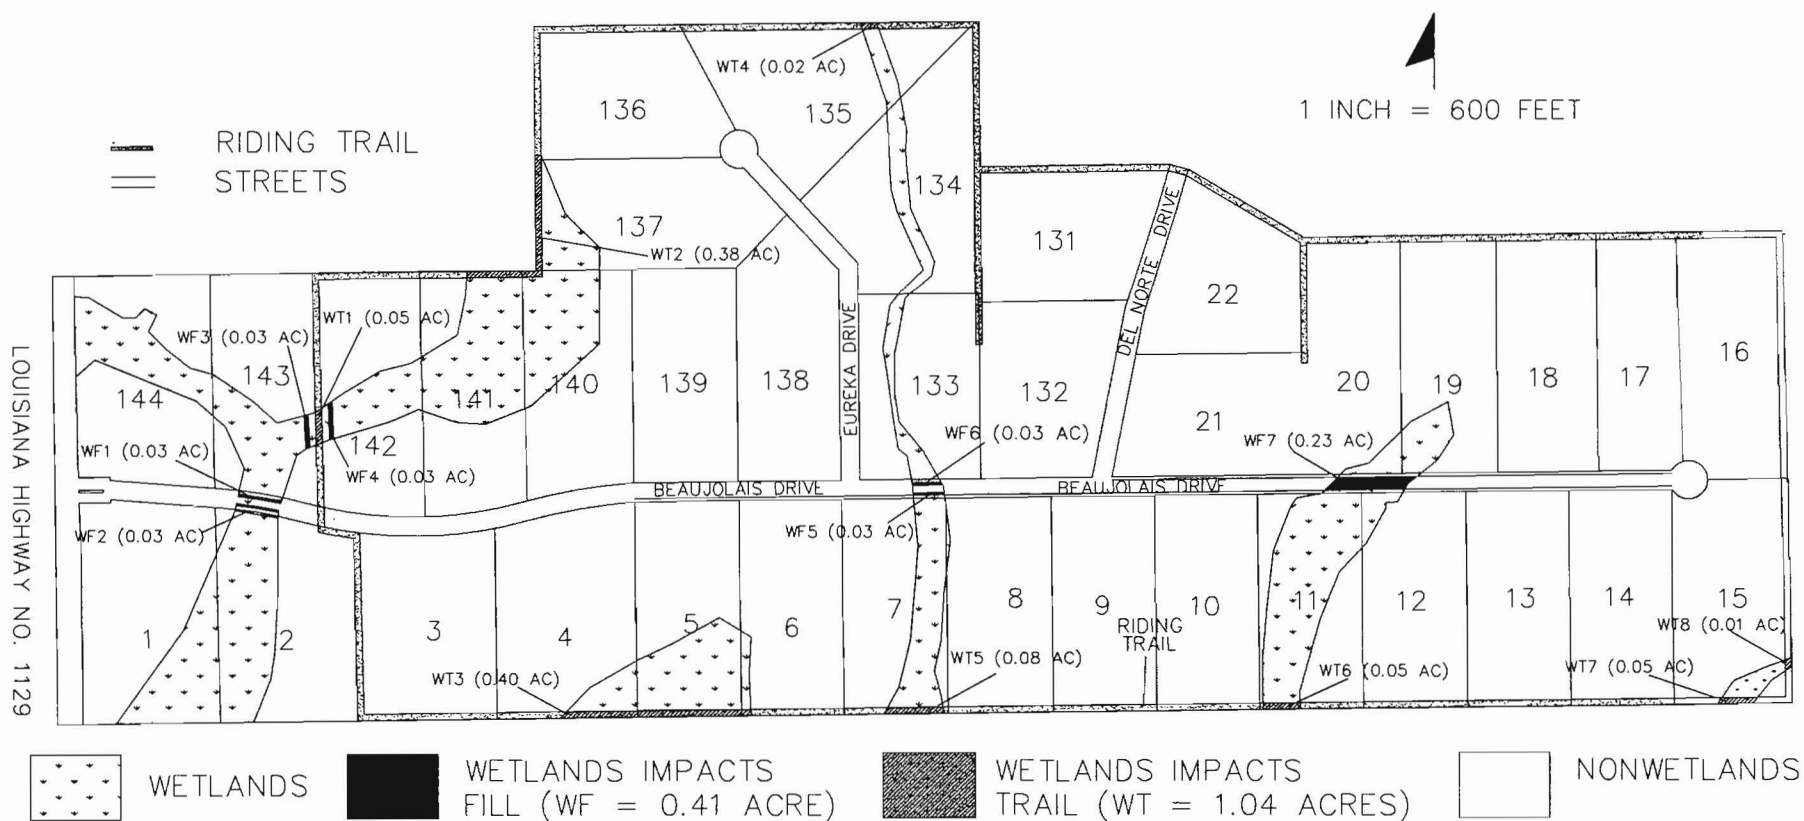 1 INCH = 600 FEET
RIDING TRAIL
STREETS
WT4 (0.02 AC)
136
135
134
137
131
WT2 (0.38 AC)
22
DEL NORTE DRIVE
WF3 (0.03 AC)
WT1 (0.05 AC)
EUREKA DRIVE
LOUISIANA HIGHWAY NO. 1129
144
143
142
141
140
139
138
133
132
21
20
19
18
17
16
WF1 (0.03 AC)
WF4 (0.03 AC)
WF6 (0.03 AC)
WF7 (0.23 AC)
BEAUJOLAIS DRIVE
BEAUJOLAIS DRIVE
WF2 (0.03 AC)
WF5 (0.03 AC)
1
2
3
4
5
6
7
8
9
10
11
12
13
14
15
RIDING
TRAIL
WT3 (0.40 AC)
WT5 (0.08 AC)
WT6 (0.05 AC)
WT7 (0.05 AC)
WT8 (0.01 AC)
WETLANDS
WETLANDS IMPACTS
FILL (WF = 0.41 ACRE)
WETLANDS IMPACTS
TRAIL (WT = 1.04 ACRES)
NONWETLANDS